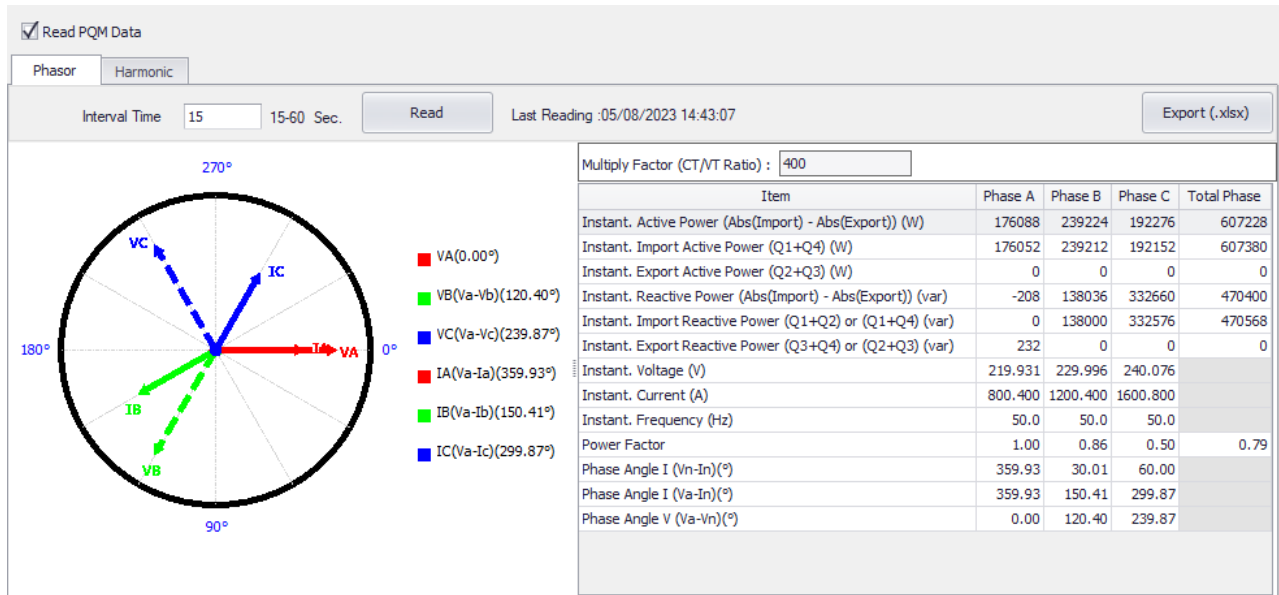 Read PQM Data
Phasor Harmonic
Interval Time 15 15-60 Sec. Read Last Reading :05/08/2023 14:43:07 Export (.xlsx)
270°
180°
0°
90°
VC
IC
IA
VA
IB
VB
VA(0.00°)
VB(Va-Vb)(120.40°)
VC(Va-Vc)(239.87°)
IA(Va-Ia)(359.93°)
IB(Va-Ib)(150.41°)
IC(Va-Ic)(299.87°)
Multiply Factor (CT/VT Ratio) : 400
Item Phase A Phase B Phase C Total Phase
Instant. Active Power (Abs(Import) - Abs(Export)) (W) 176088 239224 192276 607228
Instant. Import Active Power (Q1+Q4) (W) 176052 239212 192152 607380
Instant. Export Active Power (Q2+Q3) (W) 0 0 0 0
Instant. Reactive Power (Abs(Import) - Abs(Export)) (var) -208 138036 332660 470400
Instant. Import Reactive Power (Q1+Q2) or (Q1+Q4) (var) 0 138000 332576 470568
Instant. Export Reactive Power (Q3+Q4) or (Q2+Q3) (var) 232 0 0 0
Instant. Voltage (V) 219.931 229.996 240.076
Instant. Current (A) 800.400 1200.400 1600.800
Instant. Frequency (Hz) 50.0 50.0 50.0
Power Factor 1.00 0.86 0.50 0.79
Phase Angle I (Vn-In)(°) 359.93 30.01 60.00
Phase Angle I (Va-In)(°) 359.93 150.41 299.87
Phase Angle V (Va-Vn)(°) 0.00 120.40 239.87